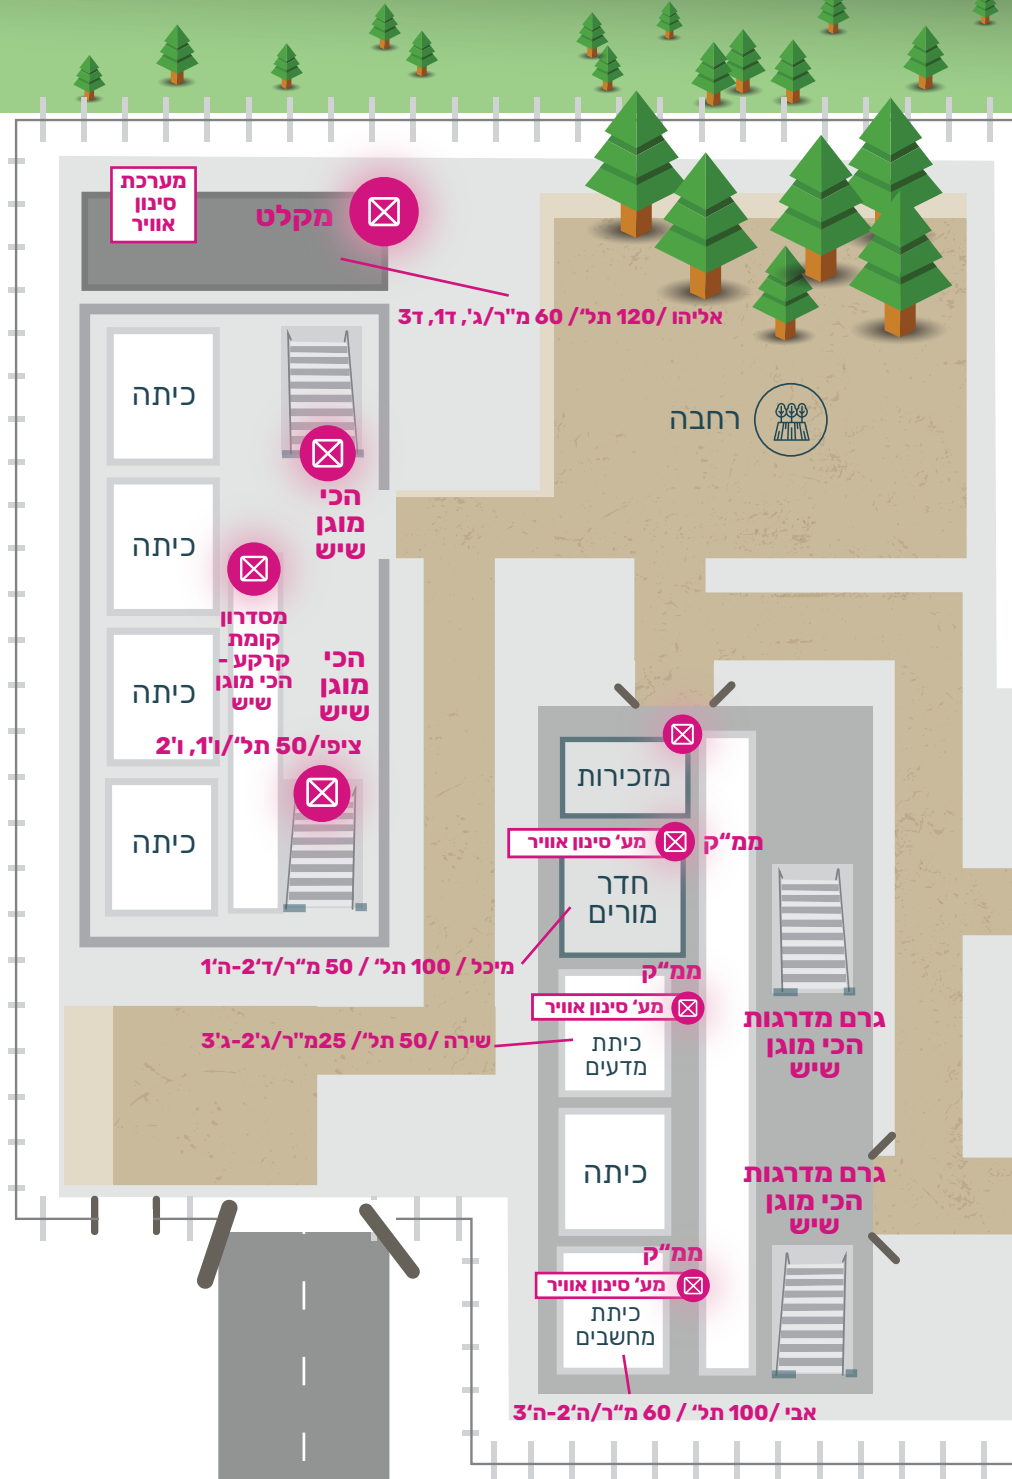 מערכת
סינון
אוויר
מקלט
אליהו /120 תל״/ 60 מ"ר/ג', ד1, ד3
כיתה
הכי
מוגן
שיש
רחבה
כיתה
מסדרון
קומת
קרקע -
הכי מוגן
שיש
הכי
מוגן
שיש
כיתה
ציפי/50 תל״/ו'1, ו'2
כיתה
מזכירות
מע׳ סינון אוויר
ממ״ק
חדר
מורים
מיכל / 100 תל״ / 50 מ״ר/ד'2-ה'1
ממ״ק
מע׳ סינון אוויר
שירה /50 תל״/ 25מ"ר/ג'2-ג'3
כיתת
מדעים
גרם מדרגות
הכי מוגן
שיש
כיתה
גרם מדרגות
הכי מוגן
שיש
ממ״ק
מע׳ סינון אוויר
כיתת
מחשבים
אבי /100 תל״ / 60 מ״ר/ה'2-ה'3